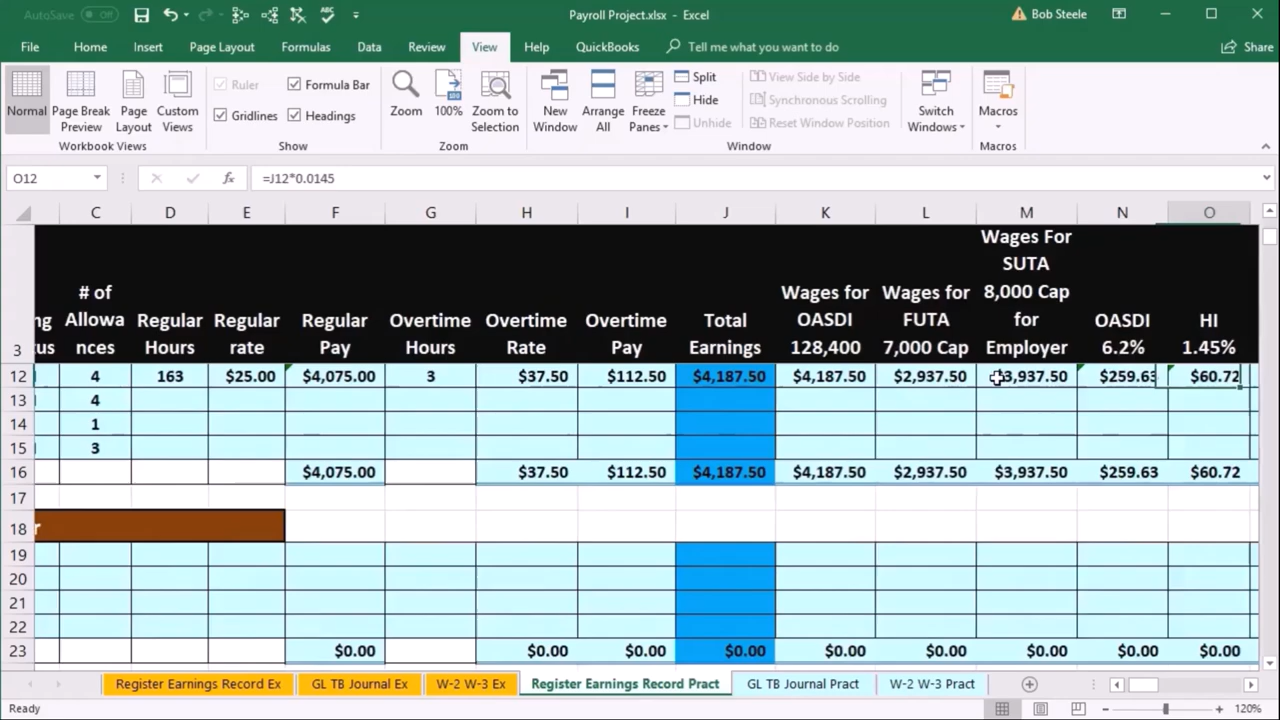 AutoSave Off Payroll Project.xlsx - Excel Bob Steele
File Home Insert Page Layout Formulas Data Review View Help QuickBooks Tell me what you want to do Share
Normal Page Break Preview Page Layout Custom Views
Ruler Formula Bar
Gridlines Headings
Zoom 100% Zoom to Selection
New Window Arrange All Freeze Panes
Split
Hide
Unhide
View Side by Side
Synchronous Scrolling
Reset Window Position
Switch Windows Macros
Workbook Views Show Zoom Window Macros
O12 fx =J12*0.0145
C D E F G H I J K L M N O
3 ng tus # of Allowa nces Regular Hours Regular rate Regular Pay Overtime Hours Overtime Rate Overtime Pay Total Earnings Wages for OASDI 128,400 Wages for FUTA 7,000 Cap Wages For SUTA 8,000 Cap for Employer OASDI 6.2% HI 1.45%
12 4 163 $25.00 $4,075.00 3 $37.50 $112.50 $4,187.50 $4,187.50 $2,937.50 $3,937.50 $259.63 $60.72
13 4
14 1
15 3
16 $4,075.00 $37.50 $112.50 $4,187.50 $4,187.50 $2,937.50 $3,937.50 $259.63 $60.72
17
18 r
19
20
21
22
23 $0.00 $0.00 $0.00 $0.00 $0.00 $0.00 $0.00 $0.00 $0.00
Register Earnings Record Ex GL TB Journal Ex W-2 W-3 Ex Register Earnings Record Pract GL TB Journal Pract W-2 W-3 Pract
Ready 120%